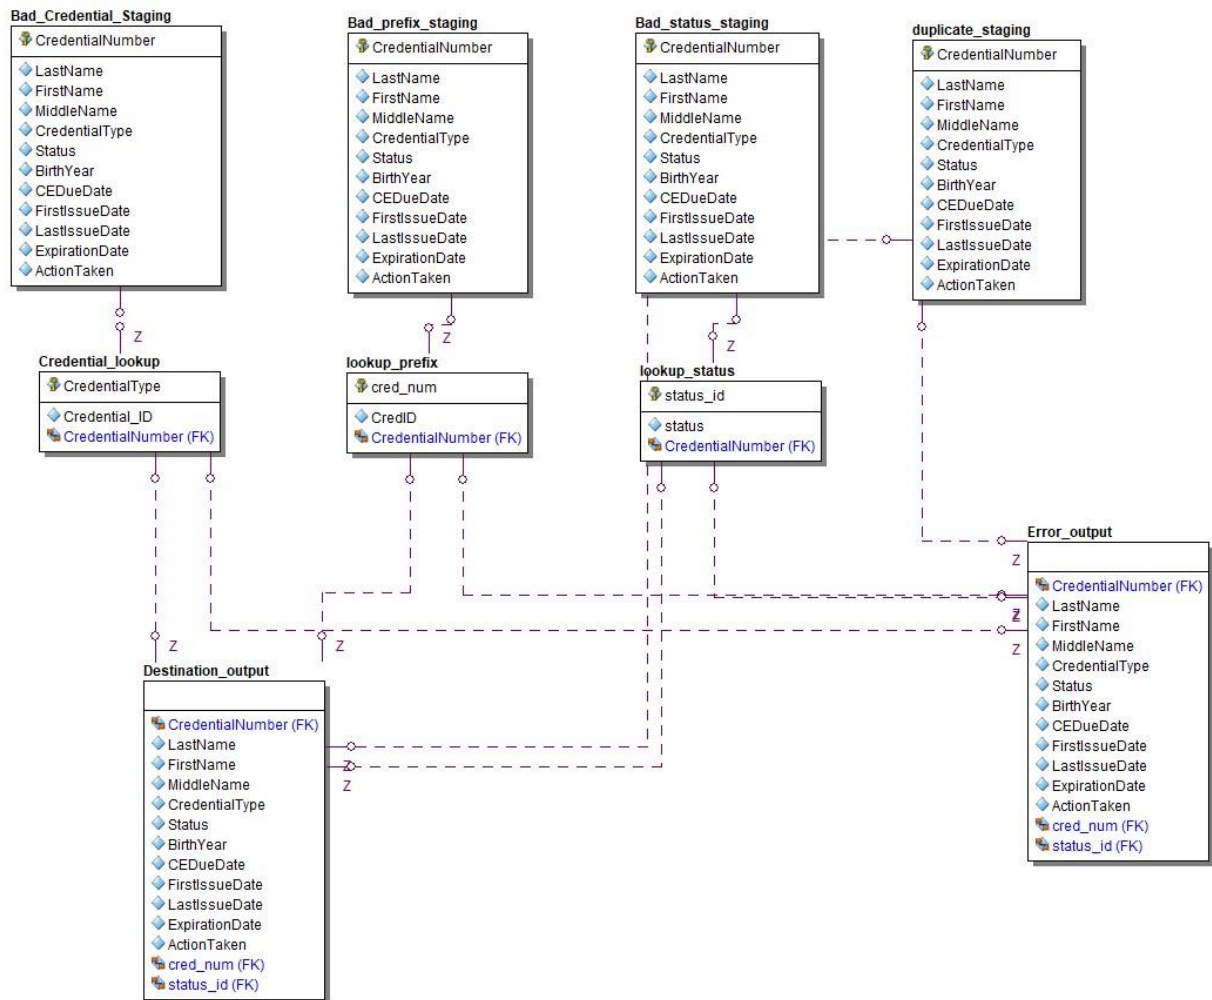 Bad_Credential_Staging
CredentialNumber
LastName
FirstName
MiddleName
CredentialType
Status
BirthYear
CEDueDate
FirstIssueDate
LastIssueDate
ExpirationDate
ActionTaken
Bad_prefix_staging
CredentialNumber
LastName
FirstName
MiddleName
CredentialType
Status
BirthYear
CEDueDate
FirstIssueDate
LastIssueDate
ExpirationDate
ActionTaken
Bad_status_staging
CredentialNumber
LastName
FirstName
MiddleName
CredentialType
Status
BirthYear
CEDueDate
FirstIssueDate
LastIssueDate
ExpirationDate
ActionTaken
duplicate_staging
CredentialNumber
LastName
FirstName
MiddleName
CredentialType
Status
BirthYear
CEDueDate
FirstIssueDate
LastIssueDate
ExpirationDate
ActionTaken
Z
Z
Z
Credential_lookup
CredentialType
Credential_ID
CredentialNumber (FK)
lookup_prefix
cred_num
CredID
CredentialNumber (FK)
lookup_status
status_id
status
CredentialNumber (FK)
Z
Z
Z
Z
Error_output
CredentialNumber (FK)
LastName
FirstName
MiddleName
CredentialType
Status
BirthYear
CEDueDate
FirstIssueDate
LastIssueDate
ExpirationDate
ActionTaken
cred_num (FK)
status_id (FK)
Z
Z
Z
Z
Destination_output
CredentialNumber (FK)
LastName
FirstName
MiddleName
CredentialType
Status
BirthYear
CEDueDate
FirstIssueDate
LastIssueDate
ExpirationDate
ActionTaken
cred_num (FK)
status_id (FK)